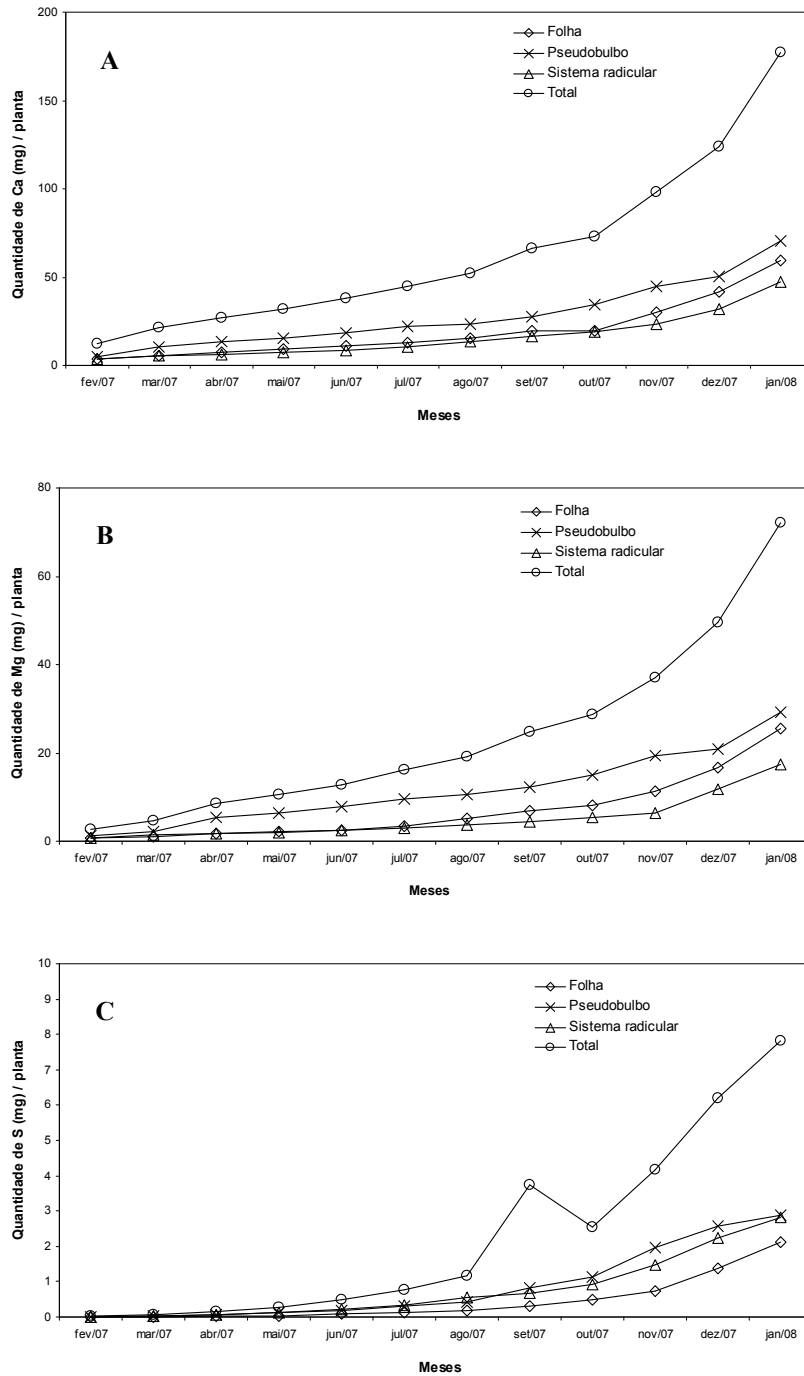 A
Folha
Pseudobulbo
Sistema radicular
Total
Quantidade de Ca (mg) / planta
200
150
100
50
0
fev/07 mar/07 abr/07 mai/07 jun/07 jul/07 ago/07 set/07 out/07 nov/07 dez/07 jan/08
Meses
B
Folha
Pseudobulbo
Sistema radicular
Total
Quantidade de Mg (mg) / planta
80
60
40
20
0
fev/07 mar/07 abr/07 mai/07 jun/07 jul/07 ago/07 set/07 out/07 nov/07 dez/07 jan/08
Meses
C
Folha
Pseudobulbo
Sistema radicular
Total
Quantidade de S (mg) / planta
10
9
8
7
6
5
4
3
2
1
0
fev/07 mar/07 abr/07 mai/07 jun/07 jul/07 ago/07 set/07 out/07 nov/07 dez/07 jan/08
Meses